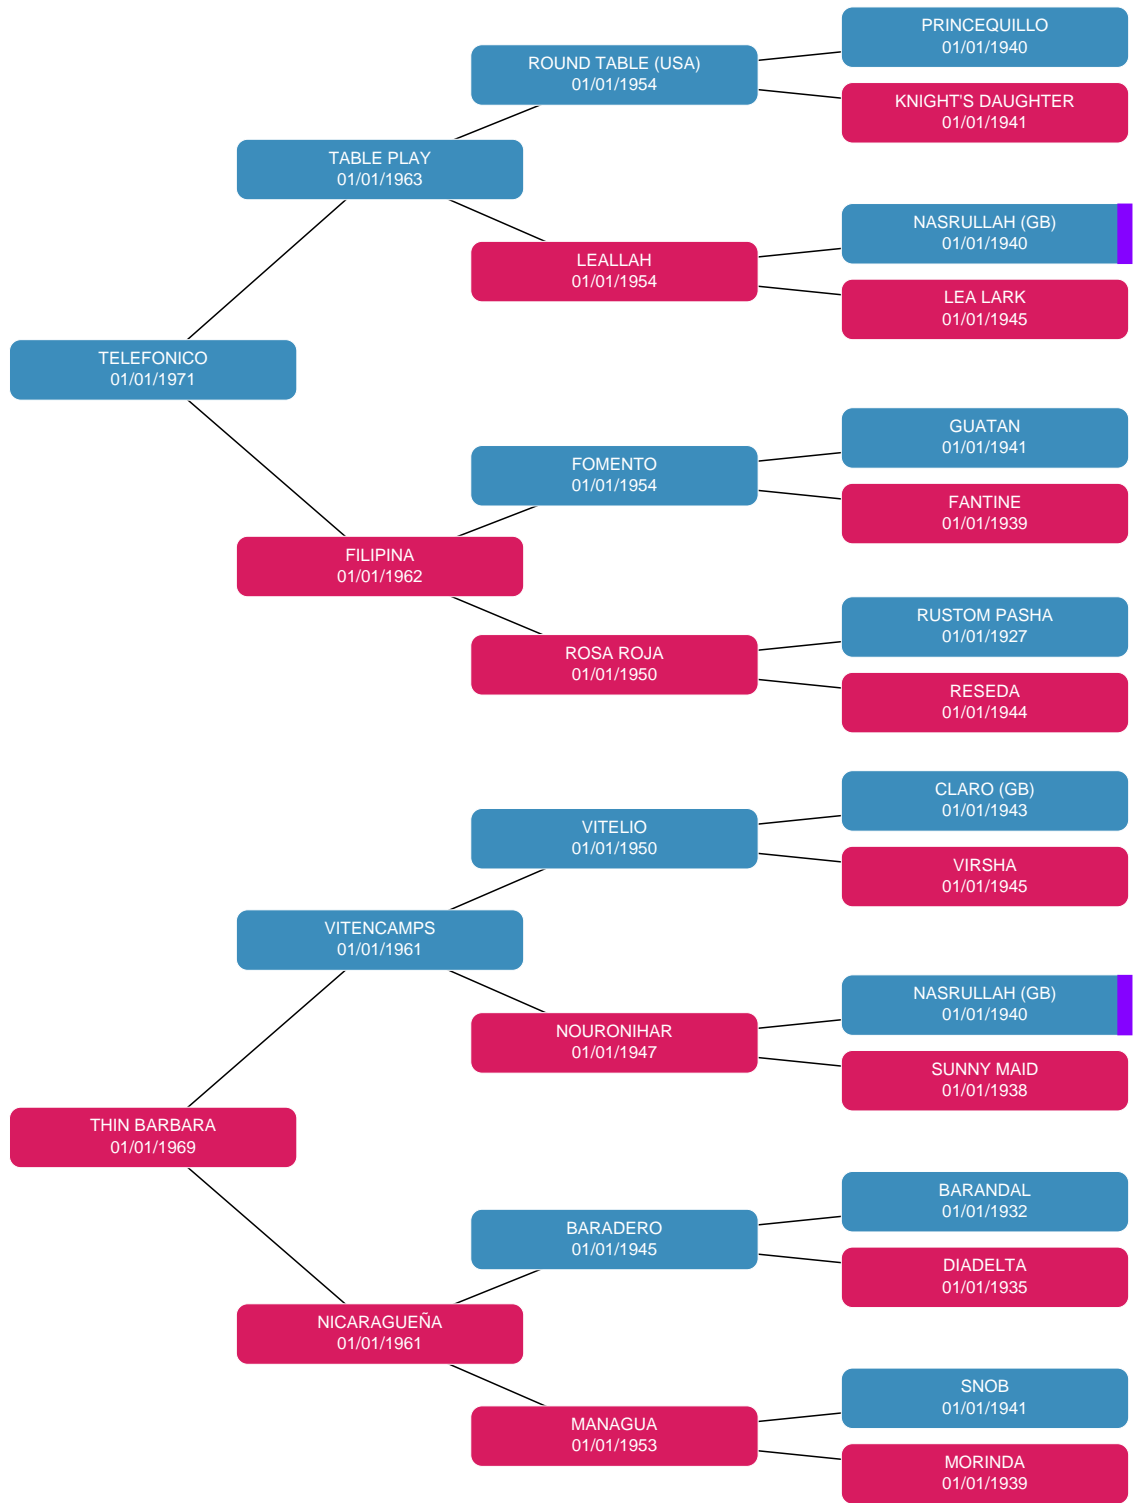 PRINCEQUILLO
01/01/1940
ROUND TABLE (USA)
01/01/1954
KNIGHT'S DAUGHTER
01/01/1941
TABLE PLAY
01/01/1963
NASRULLAH (GB)
01/01/1940
LEALLAH
01/01/1954
LEA LARK
01/01/1945
TELEFONICO
01/01/1971
GUATAN
01/01/1941
FOMENTO
01/01/1954
FANTINE
01/01/1939
FILIPINA
01/01/1962
RUSTOM PASHA
01/01/1927
ROSA ROJA
01/01/1950
RESEDA
01/01/1944
CLARO (GB)
01/01/1943
VITELIO
01/01/1950
VIRSHA
01/01/1945
VITENCAMPS
01/01/1961
NASRULLAH (GB)
01/01/1940
NOURONIHAR
01/01/1947
SUNNY MAID
01/01/1938
THIN BARBARA
01/01/1969
BARANDAL
01/01/1932
BARADERO
01/01/1945
DIADELTA
01/01/1935
NICARAGUEÑA
01/01/1961
SNOB
01/01/1941
MANAGUA
01/01/1953
MORINDA
01/01/1939